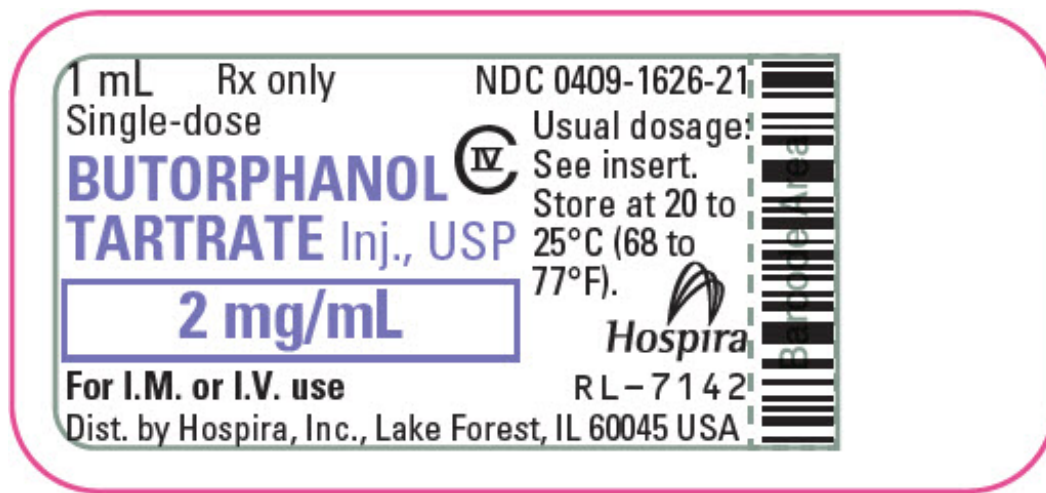 1 mL Rx only NDC 0409-1626-21
Single-dose
BUTORPHANOL
TARTRATE Inj., USP
CIV
2 mg/mL
For I.M. or I.V. use
Usual dosage:
See insert.
Store at 20 to
25°C (68 to
77°F).
Hospira
RL-7142
Dist. by Hospira, Inc., Lake Forest, IL 60045 USA
Barcode Area